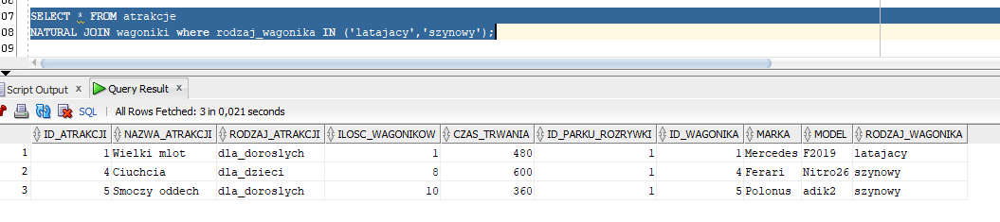 07 SELECT * FROM atrakcje
08 NATURAL JOIN wagoniki where rodzaj_wagonika IN ('latajacy','szynowy');
09
Script Output x Query Result x
SQL | All Rows Fetched: 3 in 0,021 seconds
ID_ATRAKCJI NAZWA_ATRAKCJI RODZAJ_ATRAKCJI ILOSC_WAGONIKOW CZAS_TRWANIA ID_PARKU_ROZRYWKI ID_WAGONIKA MARKA MODEL RODZAJ_WAGONIKA
1 1 Wielki mlot dla_doroslych 1 480 1 1 Mercedes F2019 latajacy
2 4 Ciuchcia dla_dzieci 8 600 1 4 Ferari Nitro26 szynowy
3 5 Smoczy oddech dla_doroslych 10 360 1 5 Polonus adik2 szynowy